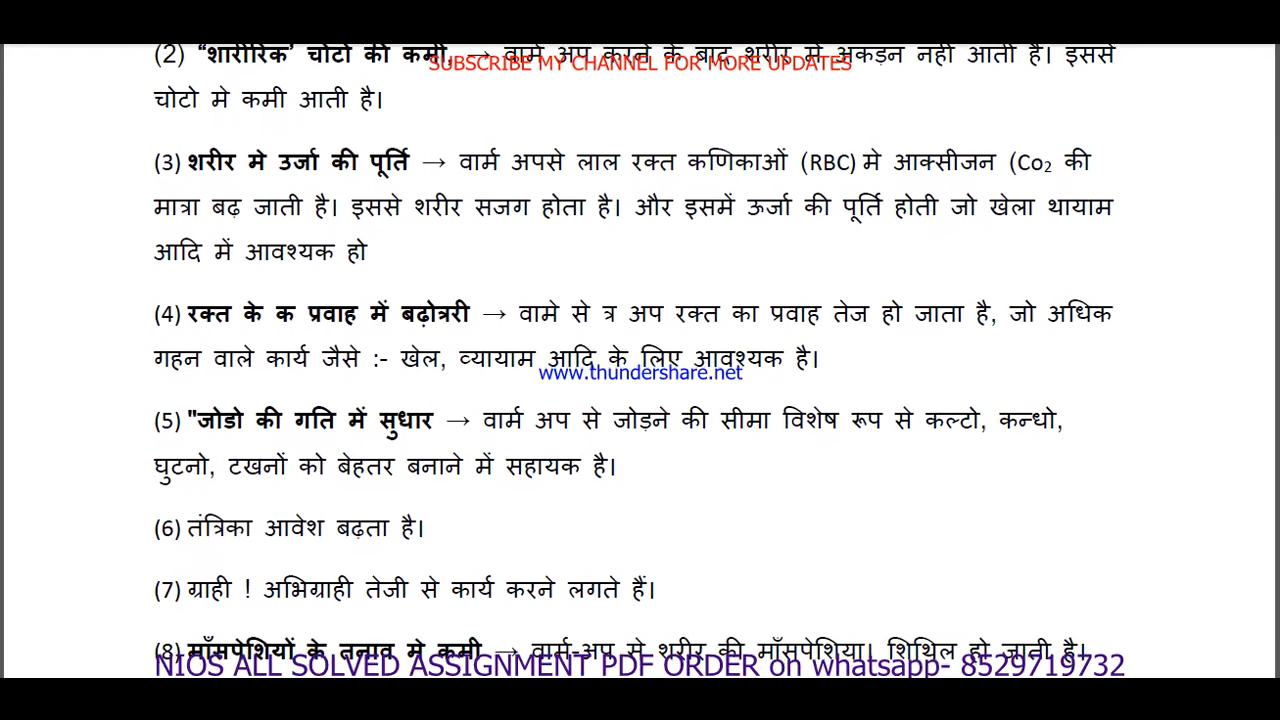 (2) “शारीरिक’ चोटो की कमी, → वार्म अप करने के बाद शरीर मे अकड़न नही आती है। इससे
SUBSCRIBE MY CHANNEL FOR MORE UPDATES
चोटो मे कमी आती है।
(3) शरीर मे उर्जा की पूर्ति → वार्म अपसे लाल रक्त कणिकाओं (RBC) मे आक्सीजन (Co₂ की
मात्रा बढ़ जाती है। इससे शरीर सजग होता है। और इसमें ऊर्जा की पूर्ति होती जो खेला थायाम
आदि में आवश्यक हो
(4) रक्त के क प्रवाह में बढ़ोत्ररी → वामे से त्र अप रक्त का प्रवाह तेज हो जाता है, जो अधिक
गहन वाले कार्य जैसे :- खेल, व्यायाम आदि के लिए आवश्यक है।
www.thundershare.net
(5) "जोडो की गति में सुधार → वार्म अप से जोड़ने की सीमा विशेष रूप से कल्टो, कन्धो,
घुटनो, टखनों को बेहतर बनाने में सहायक है।
(6) तंत्रिका आवेश बढ़ता है।
(7) ग्राही ! अभिग्राही तेजी से कार्य करने लगते हैं।
(8) माँसपेशियों के तनाव मे कमी → वार्म-अप से शरीर की माँसपेशिया। शिथिल हो जाती है।
NIOS ALL SOLVED ASSIGNMENT PDF ORDER on whatsapp- 8529719732